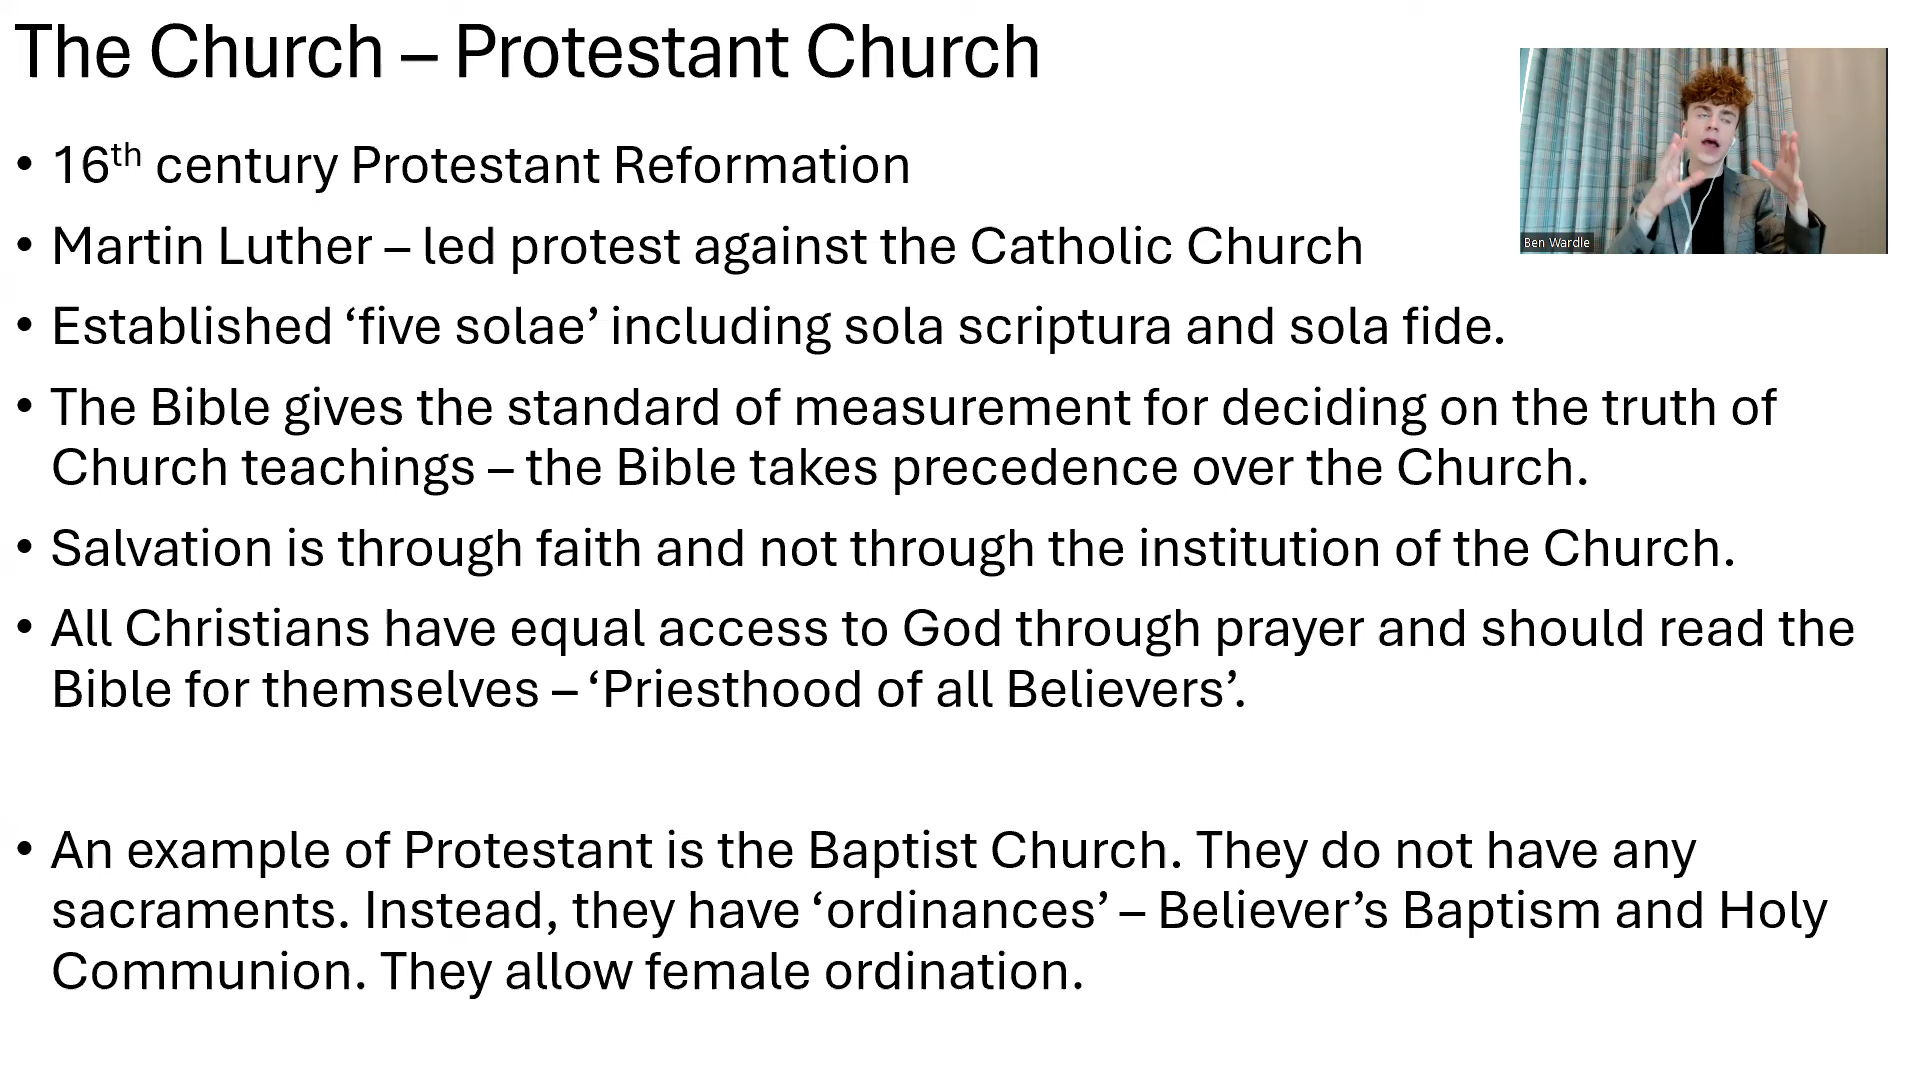 The Church – Protestant Church
• 16th century Protestant Reformation
• Martin Luther – led protest against the Catholic Church
• Established ‘five solae’ including sola scriptura and sola fide.
• The Bible gives the standard of measurement for deciding on the truth of
Church teachings – the Bible takes precedence over the Church.
• Salvation is through faith and not through the institution of the Church.
• All Christians have equal access to God through prayer and should read the
Bible for themselves – ‘Priesthood of all Believers’.
• An example of Protestant is the Baptist Church. They do not have any
sacraments. Instead, they have ‘ordinances’ – Believer’s Baptism and Holy
Communion. They allow female ordination.
Ben Wardle